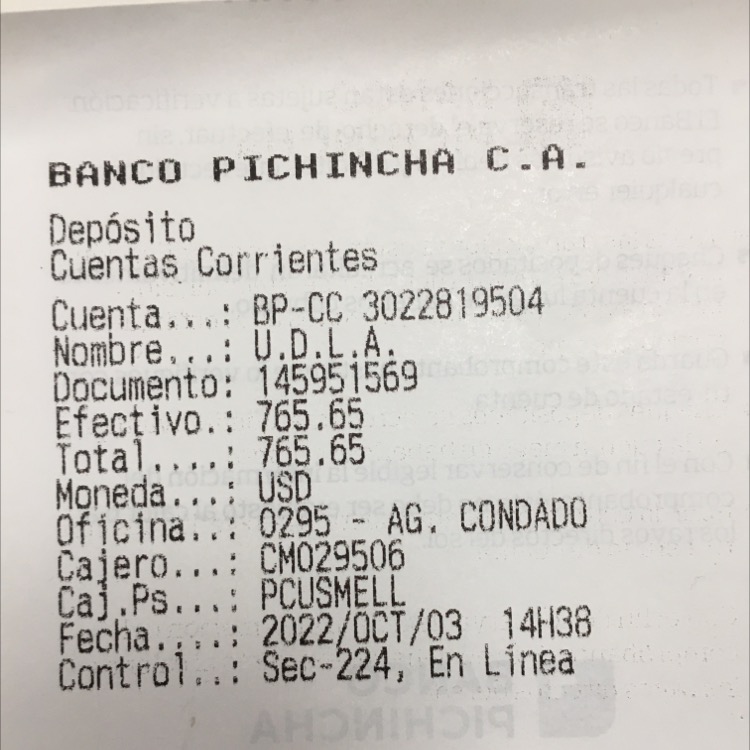 BANCO PICHINCHA C.A.
Depósito
Cuentas Corrientes
Cuenta...: BP-CC 3022819504
Nombre...: U.D.L.A.
Documento: 145951569
Efectivo.: 765.65
Total....: 765.65
Moneda...: USD
Oficina..: 0295 - AG. CONDADO
Cajero...: CM029506
Caj.Ps...: PCUSMELL
Fecha....: 2022/OCT/03 14H38
Control..: Sec-224, En Línea